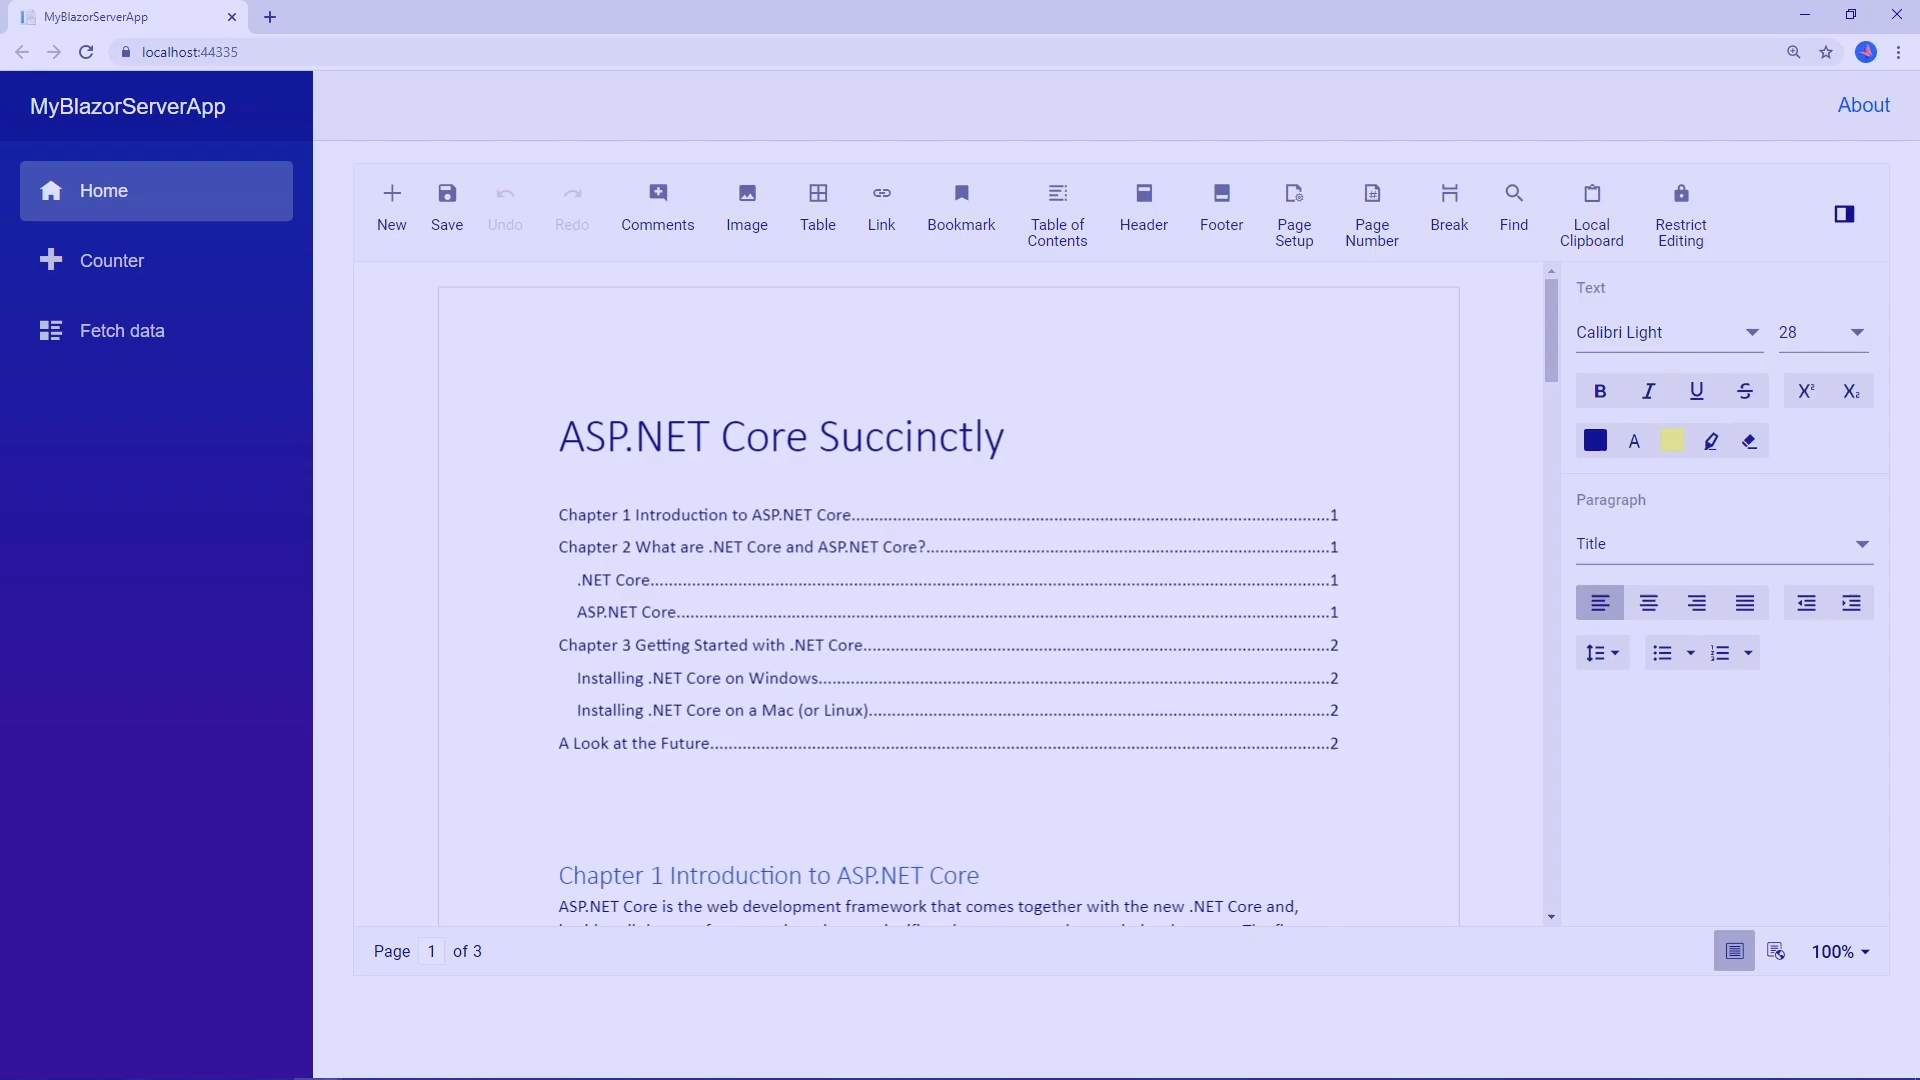 MyBlazorServerApp
localhost:44335
MyBlazorServerApp
About
Home
Counter
Fetch data
New
Save
Undo
Redo
Comments
Image
Table
Link
Bookmark
Table of
Contents
Header
Footer
Page
Setup
Page
Number
Break
Find
Local
Clipboard
Restrict
Editing
ASP.NET Core Succinctly
Chapter 1 Introduction to ASP.NET Core 1
Chapter 2 What are .NET Core and ASP.NET Core? 1
.NET Core 1
ASP.NET Core 1
Chapter 3 Getting Started with .NET Core 2
Installing .NET Core on Windows 2
Installing .NET Core on a Mac (or Linux) 2
A Look at the Future 2
Chapter 1 Introduction to ASP.NET Core
ASP.NET Core is the web development framework that comes together with the new .NET Core and,
Text
Calibri Light
28
B I U S X² X₂
A
Paragraph
Title
Page 1 of 3
100%